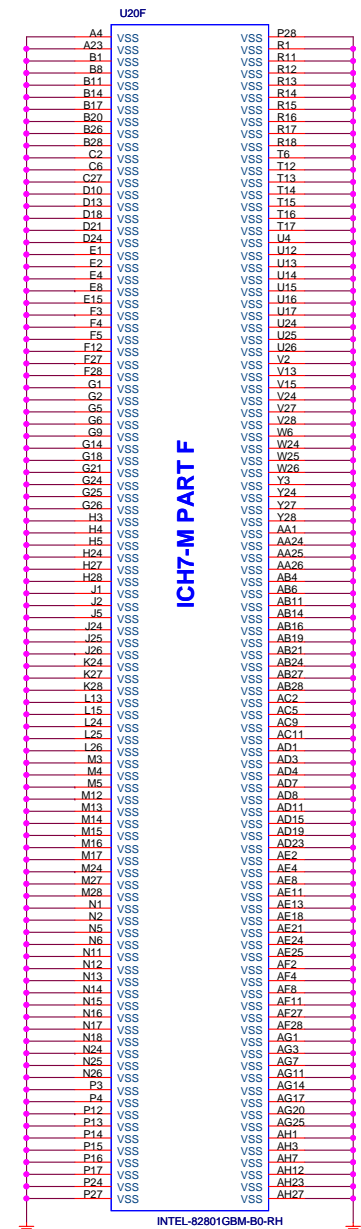 U20F
A4 VSS VSS P28
A23 VSS VSS R1
B1 VSS VSS R11
B8 VSS VSS R12
B11 VSS VSS R13
B14 VSS VSS R14
B17 VSS VSS R15
B20 VSS VSS R16
B26 VSS VSS R17
B28 VSS VSS R18
C2 VSS VSS T6
C6 VSS VSS T12
C27 VSS VSS T13
D10 VSS VSS T14
D13 VSS VSS T15
D18 VSS VSS T16
D21 VSS VSS T17
D24 VSS VSS U4
E1 VSS VSS U12
E2 VSS VSS U13
E4 VSS VSS U14
E8 VSS VSS U15
E15 VSS VSS U16
F3 VSS VSS U17
F4 VSS VSS U24
F5 VSS VSS U25
F12 VSS VSS U26
F27 VSS VSS V2
F28 VSS VSS V13
G1 VSS VSS V15
G2 VSS VSS V24
G5 VSS VSS V27
G6 VSS VSS V28
G9 VSS VSS W6
G14 VSS VSS W24
G18 VSS VSS W25
G21 VSS VSS W26
G24 VSS VSS Y3
G25 VSS VSS Y24
G26 VSS VSS Y27
H3 VSS VSS Y28
H4 VSS VSS AA1
H5 VSS VSS AA24
H24 VSS VSS AA25
H27 VSS VSS AA26
H28 VSS VSS AB4
J1 VSS VSS AB6
J2 VSS VSS AB11
J5 VSS VSS AB14
J24 VSS VSS AB16
J25 VSS VSS AB19
J26 VSS VSS AB21
K24 VSS VSS AB24
K27 VSS VSS AB27
K28 VSS VSS AB28
L13 VSS VSS AC2
L15 VSS VSS AC5
L24 VSS VSS AC9
L25 VSS VSS AC11
L26 VSS VSS AD1
M3 VSS VSS AD3
M4 VSS VSS AD4
M5 VSS VSS AD7
M12 VSS VSS AD8
M13 VSS VSS AD11
M14 VSS VSS AD15
M15 VSS VSS AD19
M16 VSS VSS AD23
M17 VSS VSS AE2
M24 VSS VSS AE4
M27 VSS VSS AE8
M28 VSS VSS AE11
N1 VSS VSS AE13
N2 VSS VSS AE18
N5 VSS VSS AE21
N6 VSS VSS AE24
N11 VSS VSS AE25
N12 VSS VSS AF2
N13 VSS VSS AF4
N14 VSS VSS AF8
N15 VSS VSS AF11
N16 VSS VSS AF27
N17 VSS VSS AF28
N18 VSS VSS AG1
N24 VSS VSS AG3
N25 VSS VSS AG7
N26 VSS VSS AG11
P3 VSS VSS AG14
P4 VSS VSS AG17
P12 VSS VSS AG20
P13 VSS VSS AG25
P14 VSS VSS AH1
P15 VSS VSS AH3
P16 VSS VSS AH7
P17 VSS VSS AH12
P24 VSS VSS AH23
P27 VSS VSS AH27
ICH7-M PART F
INTEL-82801GBM-B0-RH